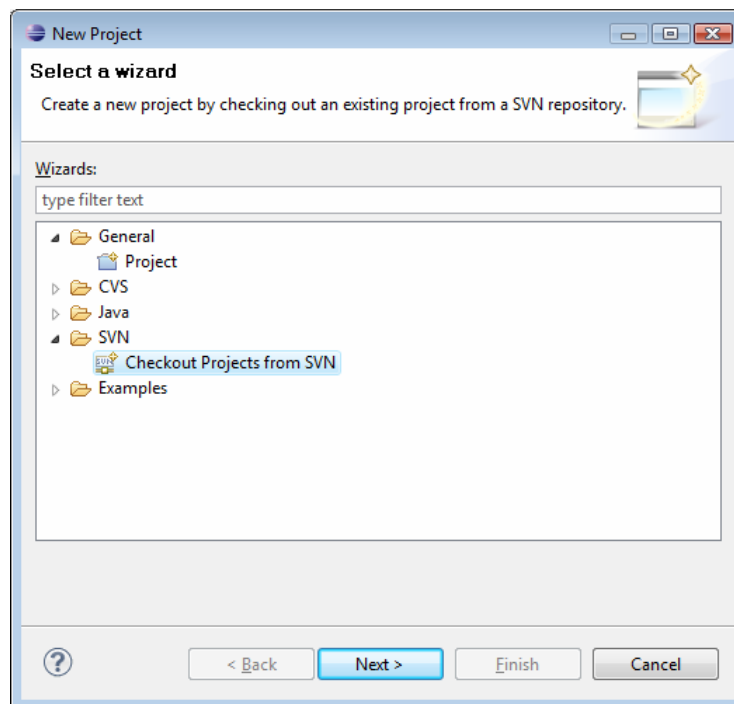 New Project
Select a wizard
Create a new project by checking out an existing project from a SVN repository.
Wizards:
type filter text
General
Project
CVS
Java
SVN
Checkout Projects from SVN
Examples
< Back Next > Finish Cancel